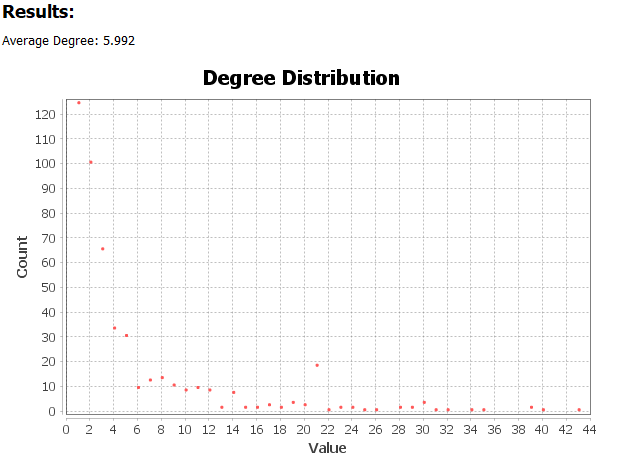 Results:
Average Degree: 5.992
Degree Distribution
120
110
100
90
80
70
60
50
40
30
20
10
0
Count
0 2 4 6 8 10 12 14 16 18 20 22 24 26 28 30 32 34 36 38 40 42 44
Value